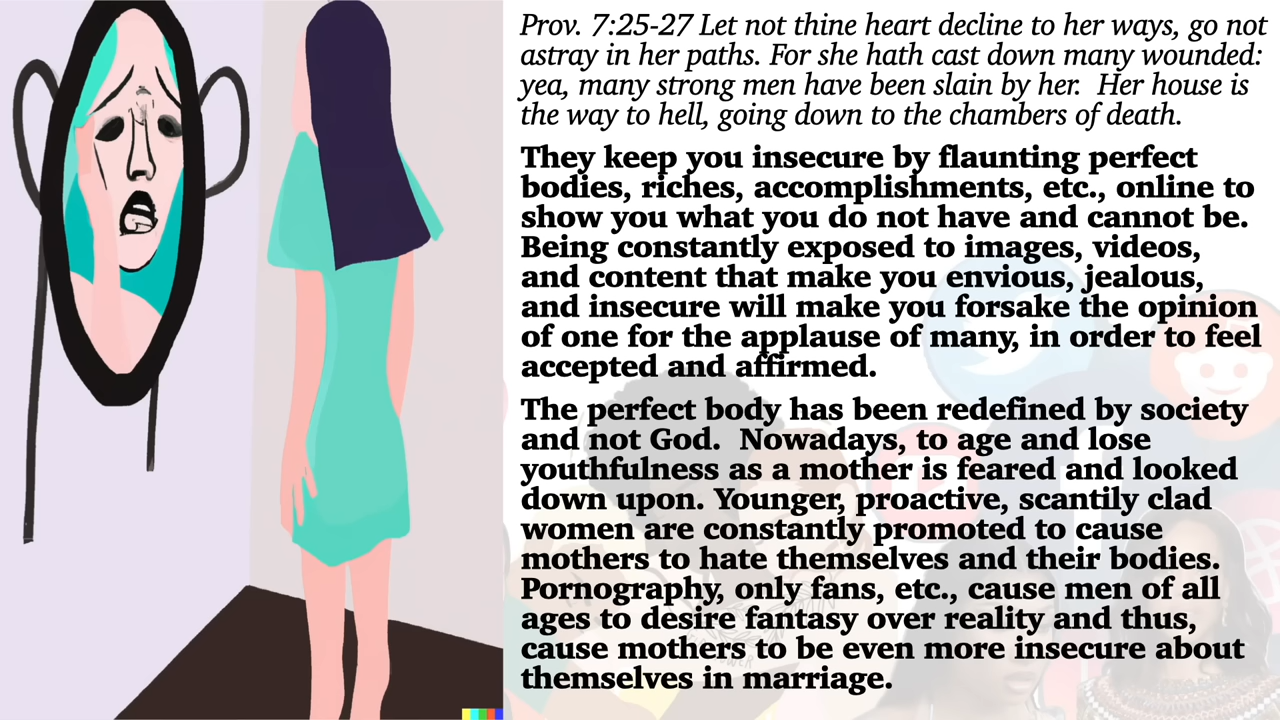 Prov. 7:25-27 Let not thine heart decline to her ways, go not
astray in her paths. For she hath cast down many wounded:
yea, many strong men have been slain by her.  Her house is
the way to hell, going down to the chambers of death.
They keep you insecure by flaunting perfect
bodies, riches, accomplishments, etc., online to
show you what you do not have and cannot be.
Being constantly exposed to images, videos,
and content that make you envious, jealous,
and insecure will make you forsake the opinion
of one for the applause of many, in order to feel
accepted and affirmed.
The perfect body has been redefined by society
and not God.  Nowadays, to age and lose
youthfulness as a mother is feared and looked
down upon. Younger, proactive, scantily clad
women are constantly promoted to cause
mothers to hate themselves and their bodies.
Pornography, only fans, etc., cause men of all
ages to desire fantasy over reality and thus,
cause mothers to be even more insecure about
themselves in marriage.